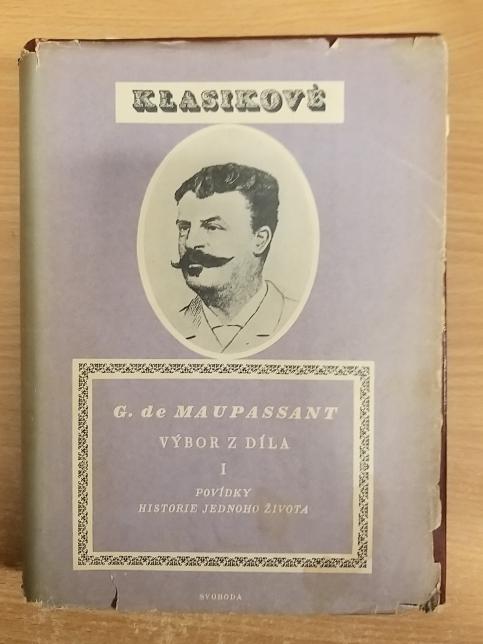 KLASIKOVÉ
G. de MAUPASSANT
VÝBOR Z DÍLA
I
POVÍDKY
HISTORIE JEDNOHO ŽIVOTA
SVOBODA